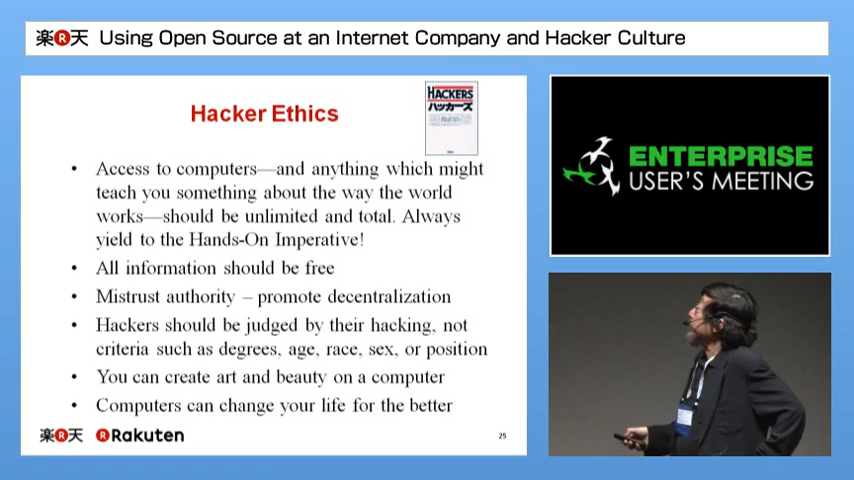 楽R天 Using Open Source at an Internet Company and Hacker Culture
Hacker Ethics
HACKERS
ハッカーズ
• Access to computers—and anything which might
teach you something about the way the world
works—should be unlimited and total. Always
yield to the Hands-On Imperative!
• All information should be free
• Mistrust authority – promote decentralization
• Hackers should be judged by their hacking, not
criteria such as degrees, age, race, sex, or position
• You can create art and beauty on a computer
• Computers can change your life for the better
楽R天 R Rakuten
25
ENTERPRISE
USER'S MEETING